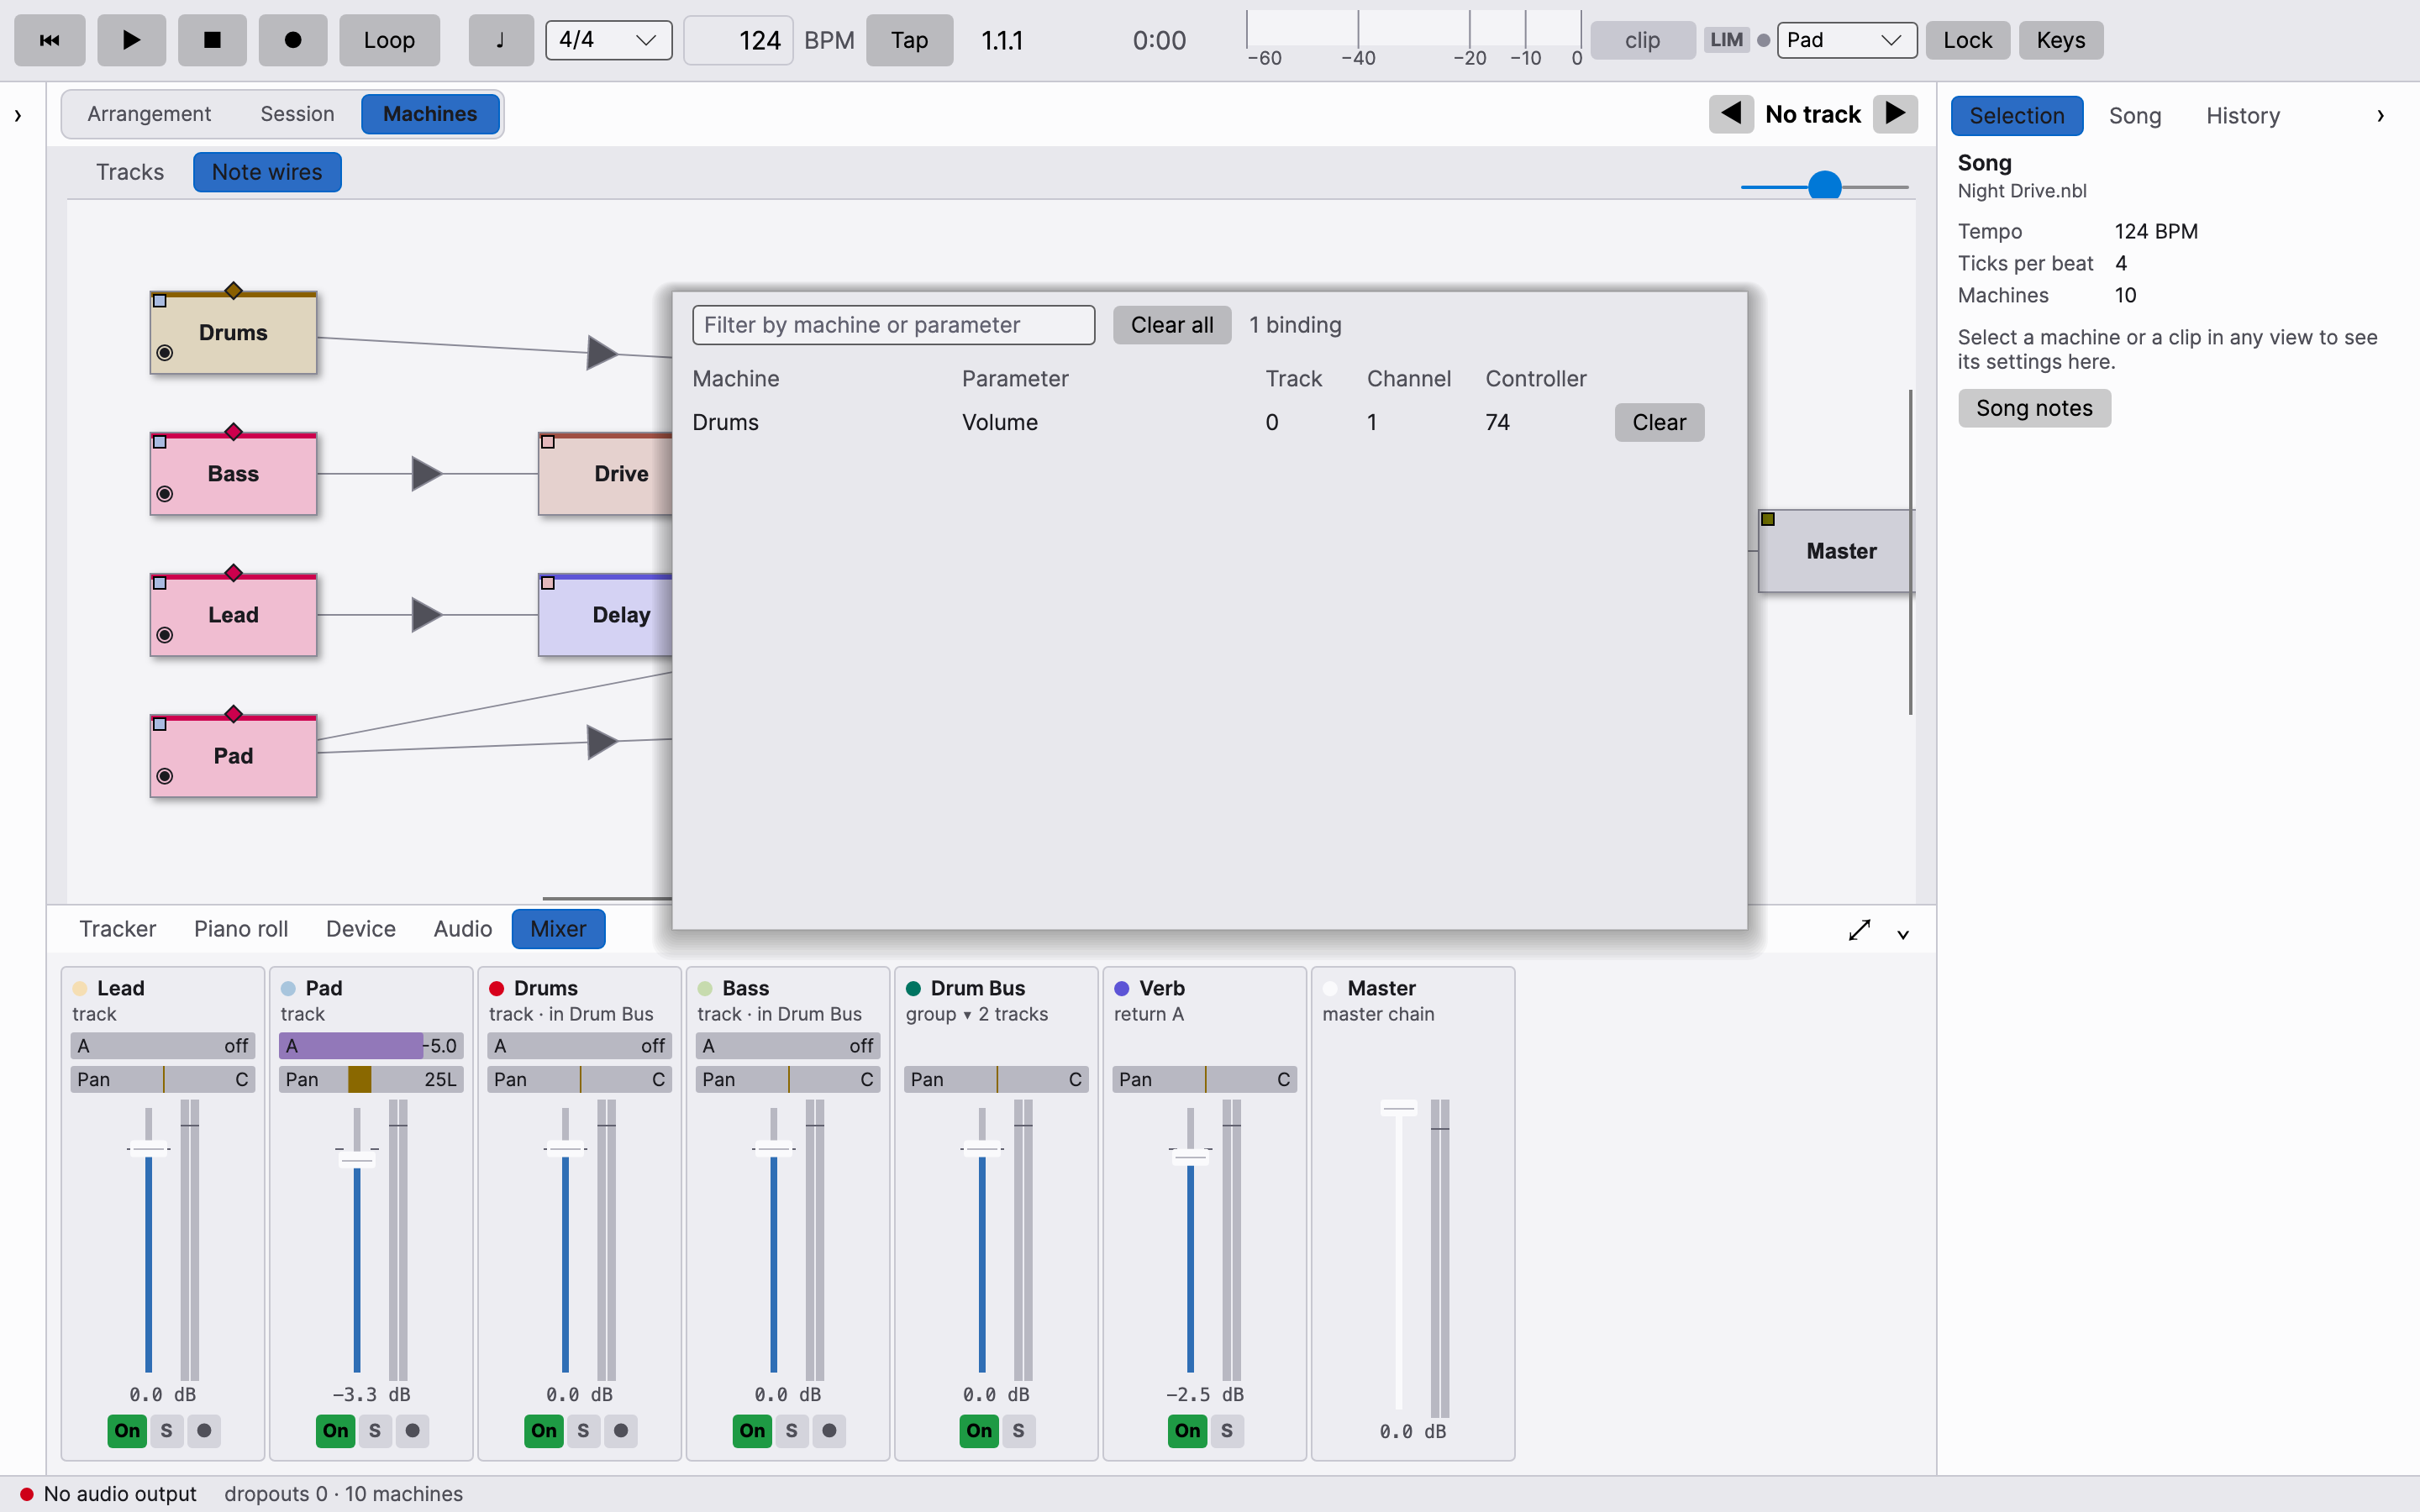 Loop
4/4
124 BPM
Tap
1.1.1
0:00
−60 −40 −20 −10 0
clip
LIM
Pad
Lock
Keys
Arrangement
Session
Machines
No track
Selection
Song
History
Tracks
Note wires
Song
Night Drive.nbl
Tempo 124 BPM
Ticks per beat 4
Machines 10
Select a machine or a clip in any view to see
its settings here.
Song notes
Drums
Bass
Drive
Lead
Delay
Pad
Master
Filter by machine or parameter
Clear all
1 binding
Machine Parameter Track Channel Controller
Drums Volume 0 1 74 Clear
Tracker
Piano roll
Device
Audio
Mixer
Lead
track
A off
Pan C
0.0 dB
On S
Pad
track
A -5.0
Pan 25L
−3.3 dB
On S
Drums
track · in Drum Bus
A off
Pan C
0.0 dB
On S
Bass
track · in Drum Bus
A off
Pan C
0.0 dB
On S
Drum Bus
group ▾ 2 tracks
Pan C
0.0 dB
On S
Verb
return A
Pan C
−2.5 dB
On S
Master
master chain
0.0 dB
No audio output
dropouts 0 · 10 machines